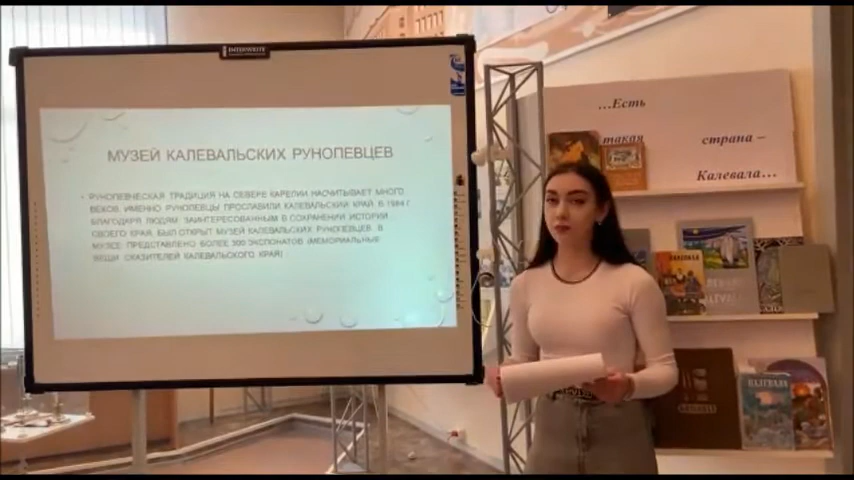 INTERWRITE
МУЗЕЙ КАЛЕВАЛЬСКИХ РУНОПЕВЦЕВ
• РУНОПЕВЧЕСКАЯ ТРАДИЦИЯ НА СЕВЕРЕ КАРЕЛИИ НАСЧИТЫВАЕТ МНОГО
ВЕКОВ. ИМЕННО РУНОПЕВЦЫ ПРОСЛАВИЛИ КАЛЕВАЛЬСКИЙ КРАЙ. В 1984 Г.
БЛАГОДАРЯ ЛЮДЯМ, ЗАИНТЕРЕСОВАННЫМ В СОХРАНЕНИИ ИСТОРИИ
СВОЕГО КРАЯ, БЫЛ ОТКРЫТ МУЗЕЙ КАЛЕВАЛЬСКИХ РУНОПЕВЦЕВ. В
МУЗЕЕ ПРЕДСТАВЛЕНО БОЛЕЕ 300 ЭКСПОНАТОВ (МЕМОРИАЛЬНЫЕ
ВЕЩИ СКАЗИТЕЛЕЙ КАЛЕВАЛЬСКОГО КРАЯ)
...Есть
такая страна –
Калевала...